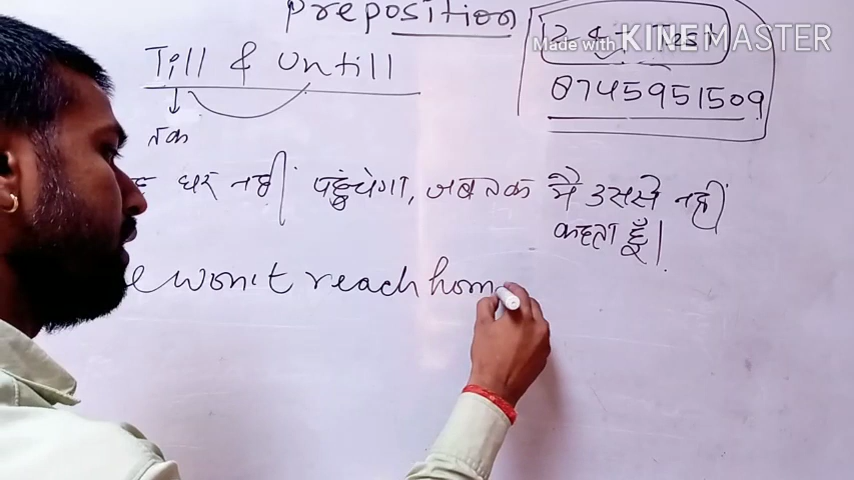 Preposition
Test
Made with KINEMASTER
Till & Untill
8745951509
तक
घर नहीं पहुंचेगा, जब तक मै उससे नहीं
कहता हूँ।
e won't reach hom